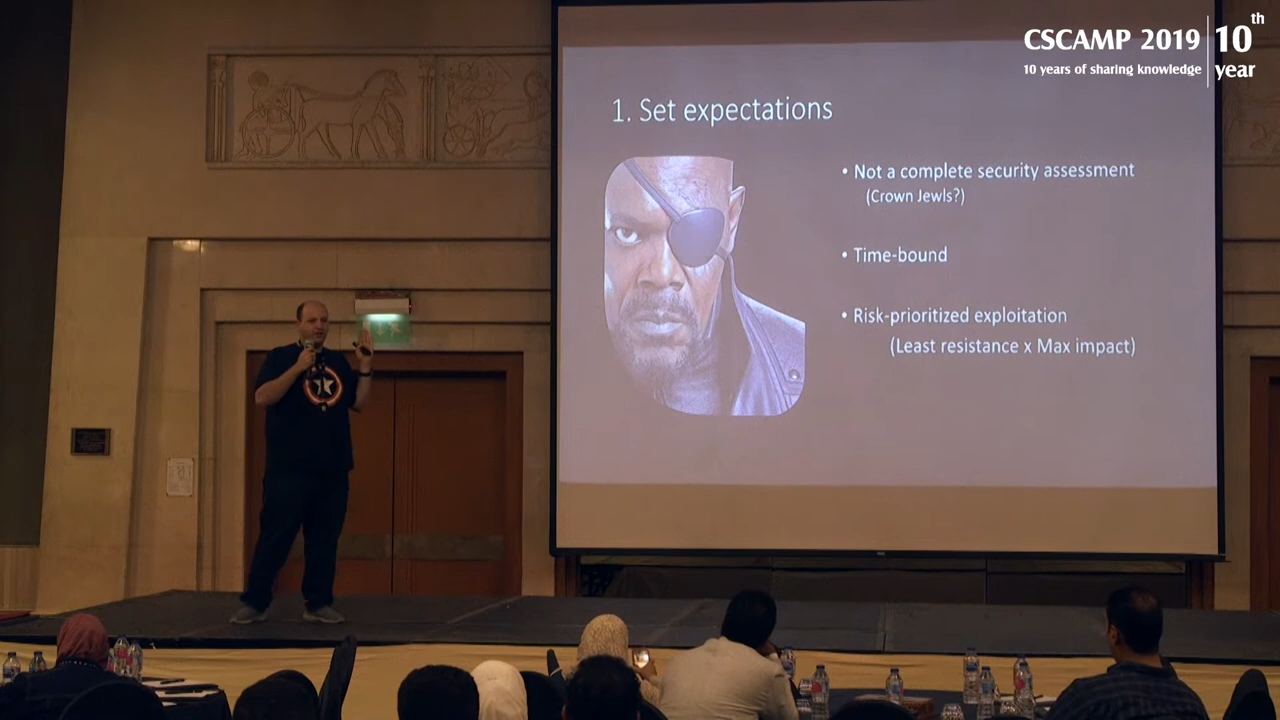 CSCAMP 2019
10 years of sharing knowledge
10th
year
1. Set expectations
• Not a complete security assessment
(Crown Jewls?)
• Time-bound
• Risk-prioritized exploitation
(Least resistance x Max impact)